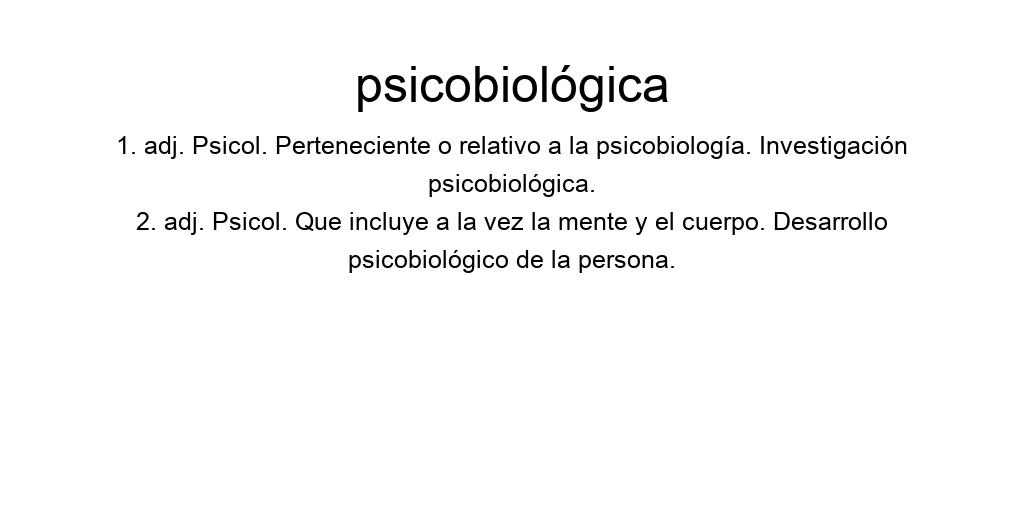 psicobiológica
1. adj. Psicol. Perteneciente o relativo a la psicobiología. Investigación
psicobiológica.
2. adj. Psicol. Que incluye a la vez la mente y el cuerpo. Desarrollo
psicobiológico de la persona.